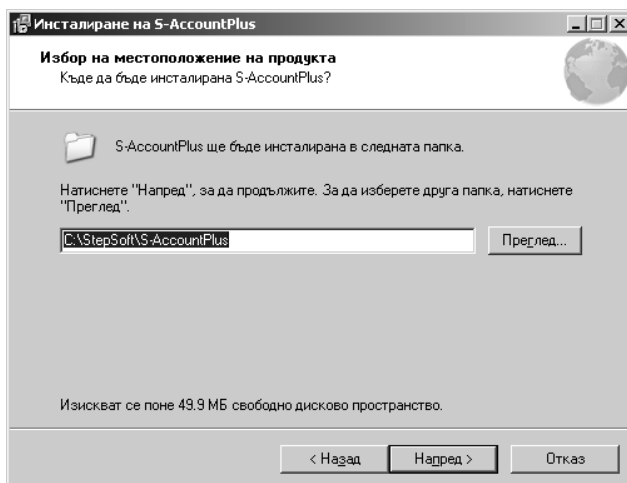 Инсталиране на S-AccountPlus
Избор на местоположение на продукта
Къде да бъде инсталирана S-AccountPlus?
S-AccountPlus ще бъде инсталирана в следната папка.
Натиснете "Напред", за да продължите. За да изберете друга папка, натиснете
"Преглед".
C:\StepSoft\S-AccountPlus
Преглед...
Изискват се поне 49.9 МБ свободно дисково пространство.
< Назад
Напред >
Отказ